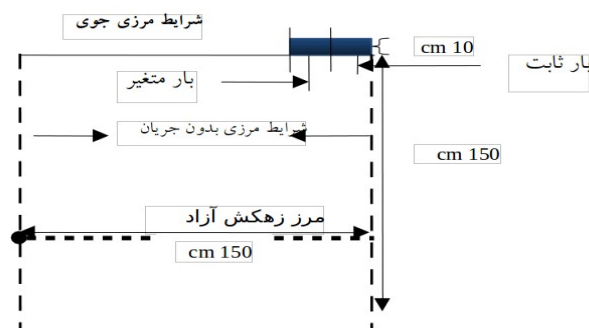 شرایط مرزی جوی
cm 10
بار ثابت
بار متغیر
شرایط مرزی بدون جریان
cm 150
مرز زهکش آزاد
cm 150